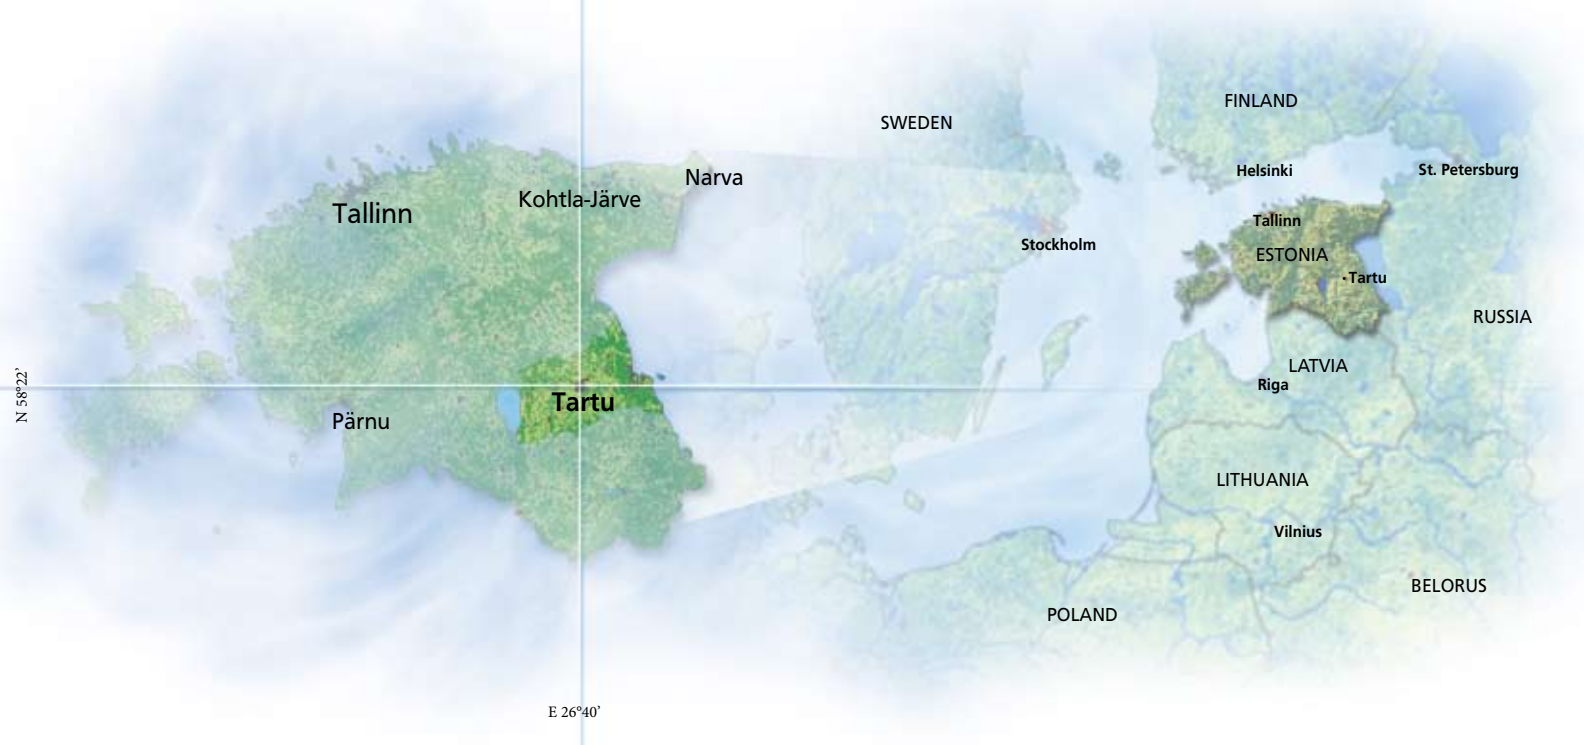 SWEDEN
FINLAND
Helsinki
St. Petersburg
Narva
Kohtla-Järve
Tallinn
Tallinn
Stockholm
ESTONIA
Tartu
RUSSIA
LATVIA
Riga
N 58°22’
Tartu
Pärnu
LITHUANIA
Vilnius
BELORUS
POLAND
E 26°40’